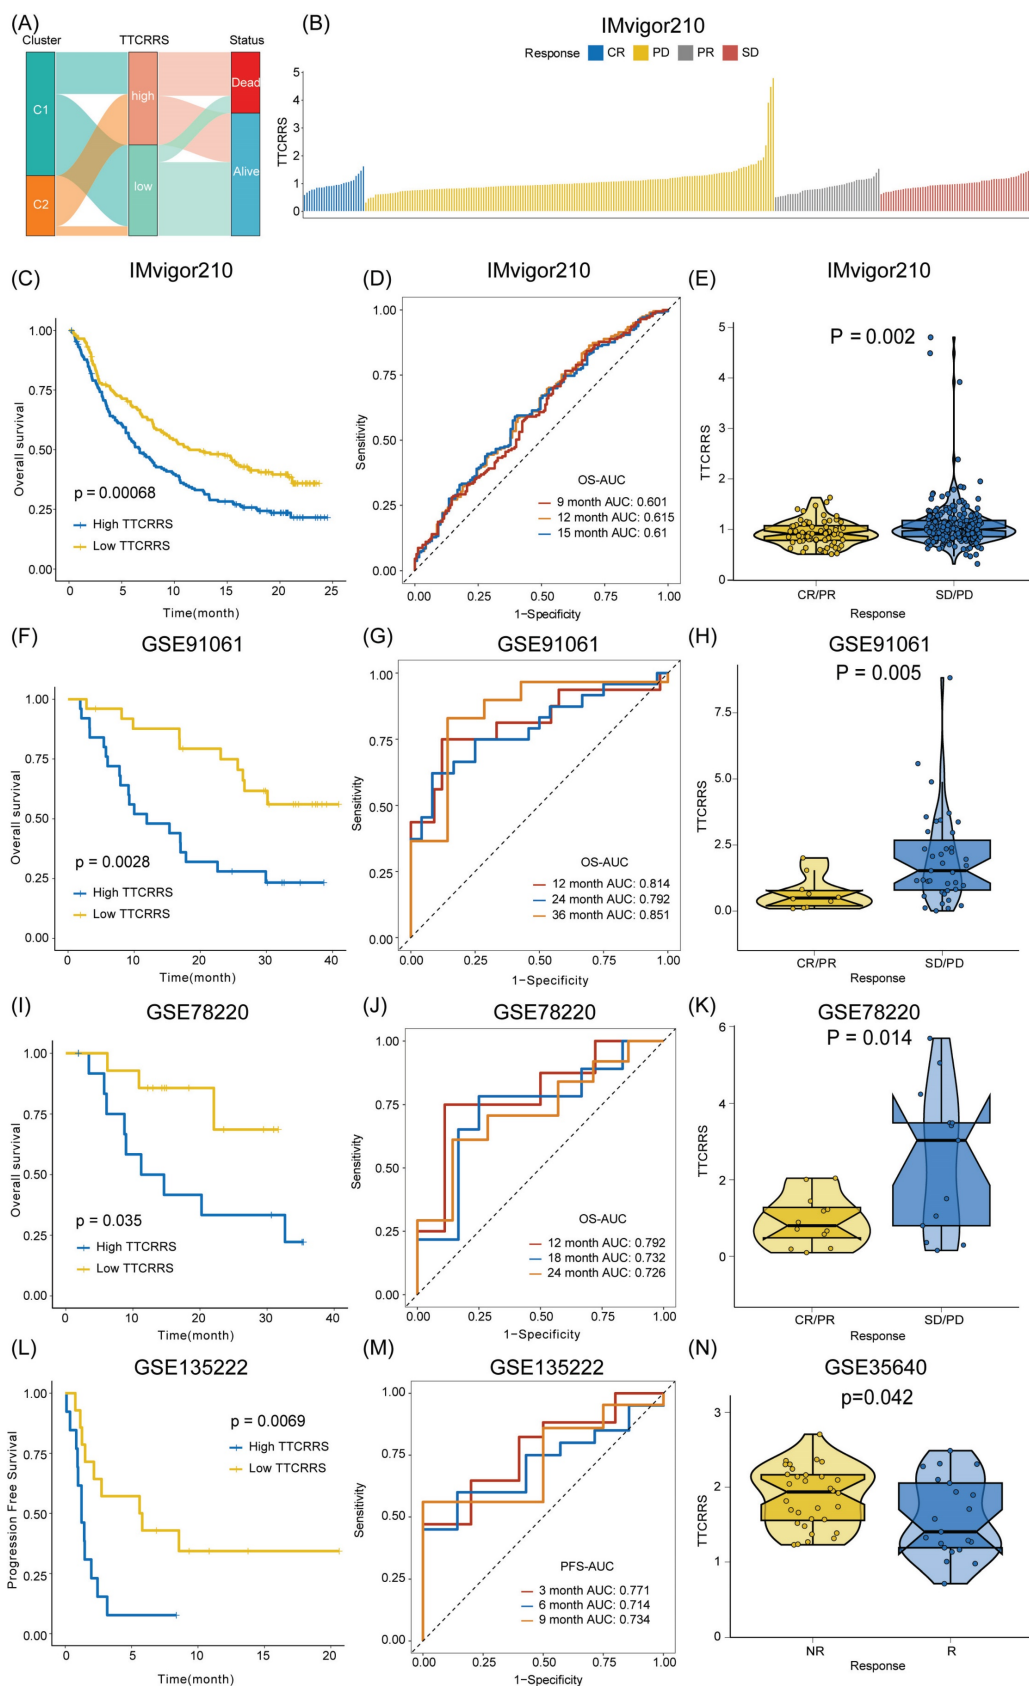 (A)
Cluster TTCRRS Status
C1
C2
high
low
Dead
Alive
(B)
IMvigor210
Response CR PD PR SD
TTCRRS
5
4
3
2
1
0
(C)
IMvigor210
Overall survival
1.00
0.75
0.50
0.25
0.00
p = 0.00068
High TTCRRS
Low TTCRRS
0 5 10 15 20 25
Time(month)
(D)
IMvigor210
Sensitivity
1.00
0.75
0.50
0.25
0.00
OS-AUC
9 month AUC: 0.601
12 month AUC: 0.615
15 month AUC: 0.61
0.00 0.25 0.50 0.75 1.00
1-Specificity
(E)
IMvigor210
P = 0.002
TTCRRS
5
4
3
2
1
0
CR/PR SD/PD
Response
(F)
GSE91061
Overall survival
1.00
0.75
0.50
0.25
0.00
p = 0.0028
High TTCRRS
Low TTCRRS
0 10 20 30 40
Time(month)
(G)
GSE91061
Sensitivity
1.00
0.75
0.50
0.25
0.00
OS-AUC
12 month AUC: 0.814
24 month AUC: 0.792
36 month AUC: 0.851
0.00 0.25 0.50 0.75 1.00
1-Specificity
(H)
GSE91061
P = 0.005
TTCRRS
7.5
5.0
2.5
0.0
CR/PR SD/PD
Response
(I)
GSE78220
Overall survival
1.00
0.75
0.50
0.25
0.00
p = 0.035
High TTCRRS
Low TTCRRS
0 10 20 30 40
Time(month)
(J)
GSE78220
Sensitivity
1.00
0.75
0.50
0.25
0.00
OS-AUC
12 month AUC: 0.792
18 month AUC: 0.732
24 month AUC: 0.726
0.00 0.25 0.50 0.75 1.00
1-Specificity
(K)
GSE78220
P = 0.014
TTCRRS
6
4
2
0
CR/PR SD/PD
Response
(L)
GSE135222
Progression Free Survival
1.00
0.75
0.50
0.25
0.00
p = 0.0069
High TTCRRS
Low TTCRRS
0 5 10 15 20
Time(month)
(M)
GSE135222
Sensitivity
1.00
0.75
0.50
0.25
0.00
PFS-AUC
3 month AUC: 0.771
6 month AUC: 0.714
9 month AUC: 0.734
0.00 0.25 0.50 0.75 1.00
1-Specificity
(N)
GSE35640
p=0.042
TTCRRS
3
2
1
0
NR R
Response